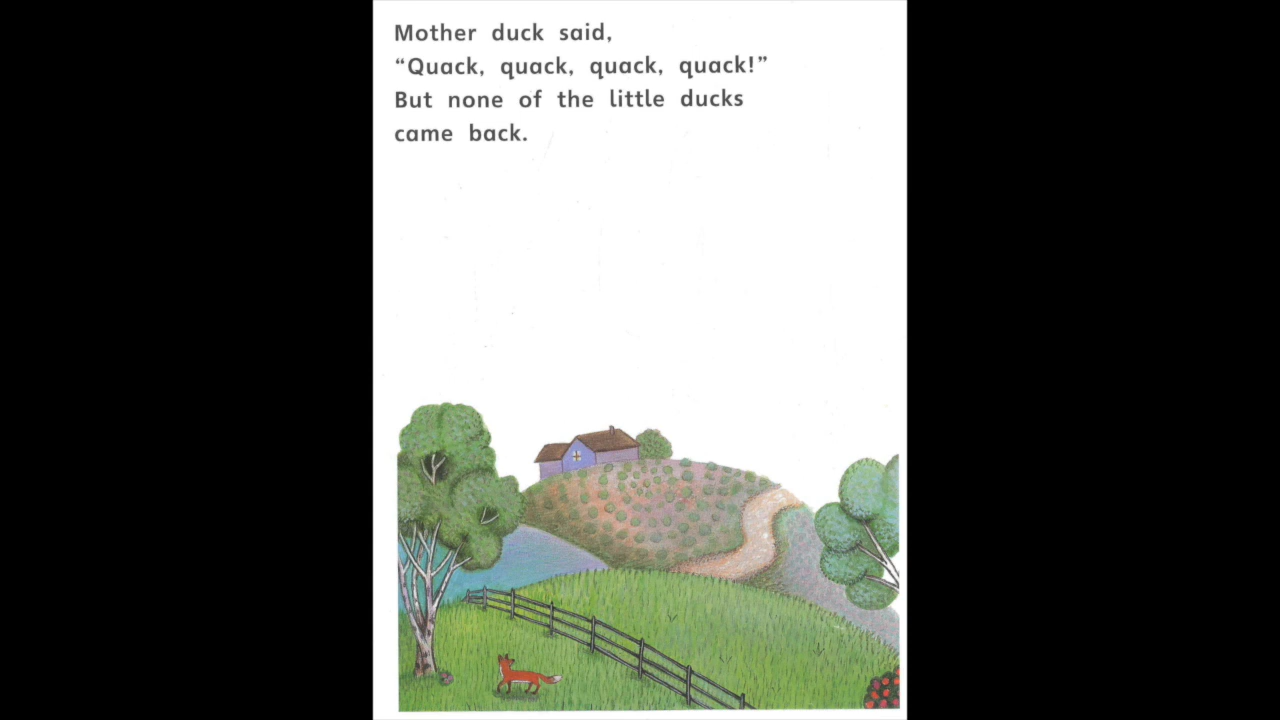 Mother duck said,
“Quack, quack, quack, quack!”
But none of the little ducks
came back.